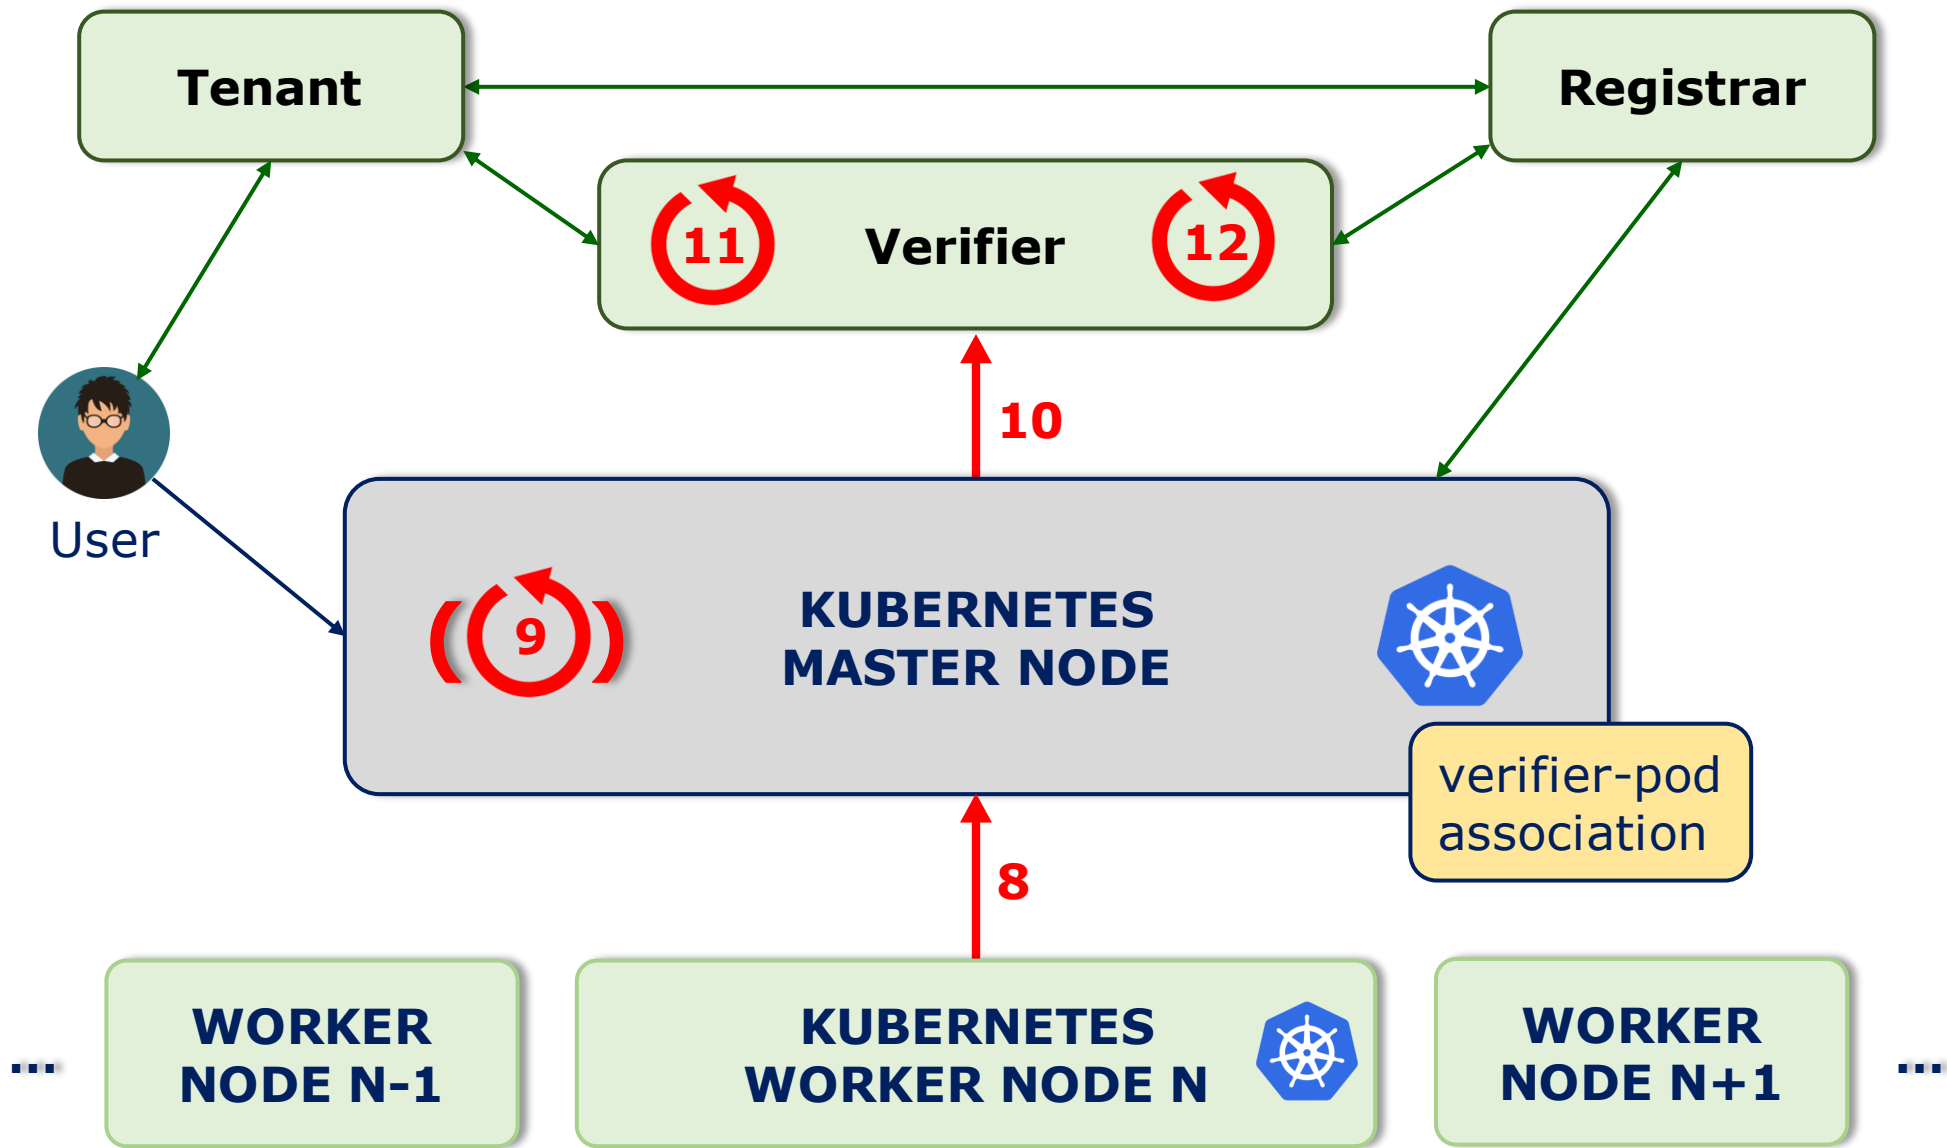 Tenant
Registrar
11
Verifier
12
10
User
(9)
KUBERNETES
MASTER NODE
verifier-pod
association
8
WORKER
NODE N-1
KUBERNETES
WORKER NODE N
WORKER
NODE N+1
...
...